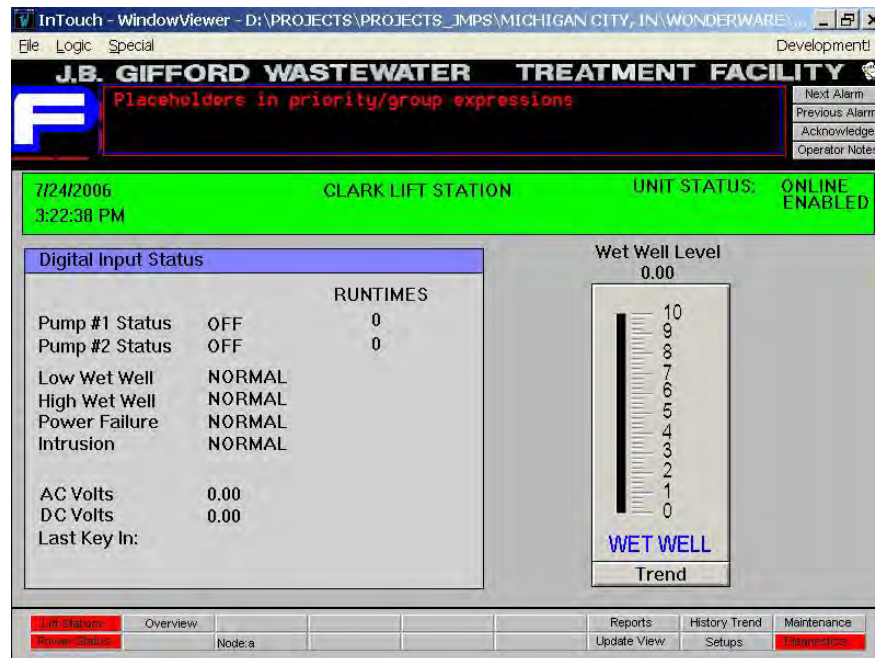 InTouch - WindowViewer - D:\PROJECTS\PROJECTS_JMPS\MICHIGAN CITY, IN\WONDERWARE\...
File Logic Special Development!
J.B. GIFFORD WASTEWATER TREATMENT FACILITY
Placeholders in priority/group expressions
Next Alarm
Previous Alarm
Acknowledge
Operator Notes
7/24/2006 CLARK LIFT STATION UNIT STATUS: ONLINE
3:22:38 PM ENABLED
Digital Input Status
RUNTIMES
Pump #1 Status OFF 0
Pump #2 Status OFF 0
Low Wet Well NORMAL
High Wet Well NORMAL
Power Failure NORMAL
Intrusion NORMAL
AC Volts 0.00
DC Volts 0.00
Last Key In:
Wet Well Level
0.00
10
9
8
7
6
5
4
3
2
1
0
WET WELL
Trend
Lift Stations Overview Reports History Trend Maintenance
Power Status Node:a Update View Setups Diagnostics